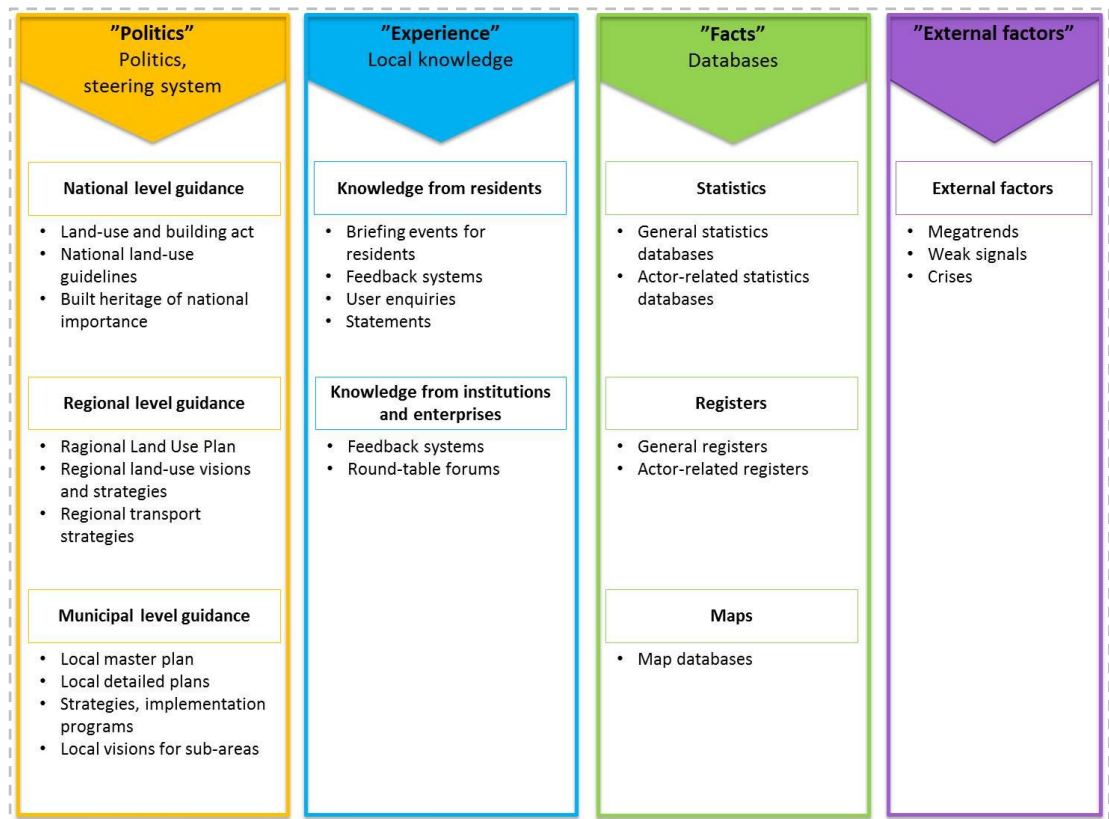 ”Politics”
Politics,
steering system
National level guidance
• Land-use and building act
• National land-use
guidelines
• Built heritage of national
importance
Regional level guidance
• Ragional Land Use Plan
• Regional land-use visions
and strategies
• Regional transport
strategies
Municipal level guidance
• Local master plan
• Local detailed plans
• Strategies, implementation
programs
• Local visions for sub-areas
”Experience”
Local knowledge
Knowledge from residents
• Briefing events for
residents
• Feedback systems
• User enquiries
• Statements
Knowledge from institutions
and enterprises
• Feedback systems
• Round-table forums
”Facts”
Databases
Statistics
• General statistics
databases
• Actor-related statistics
databases
Registers
• General registers
• Actor-related registers
Maps
• Map databases
”External factors”
External factors
• Megatrends
• Weak signals
• Crises